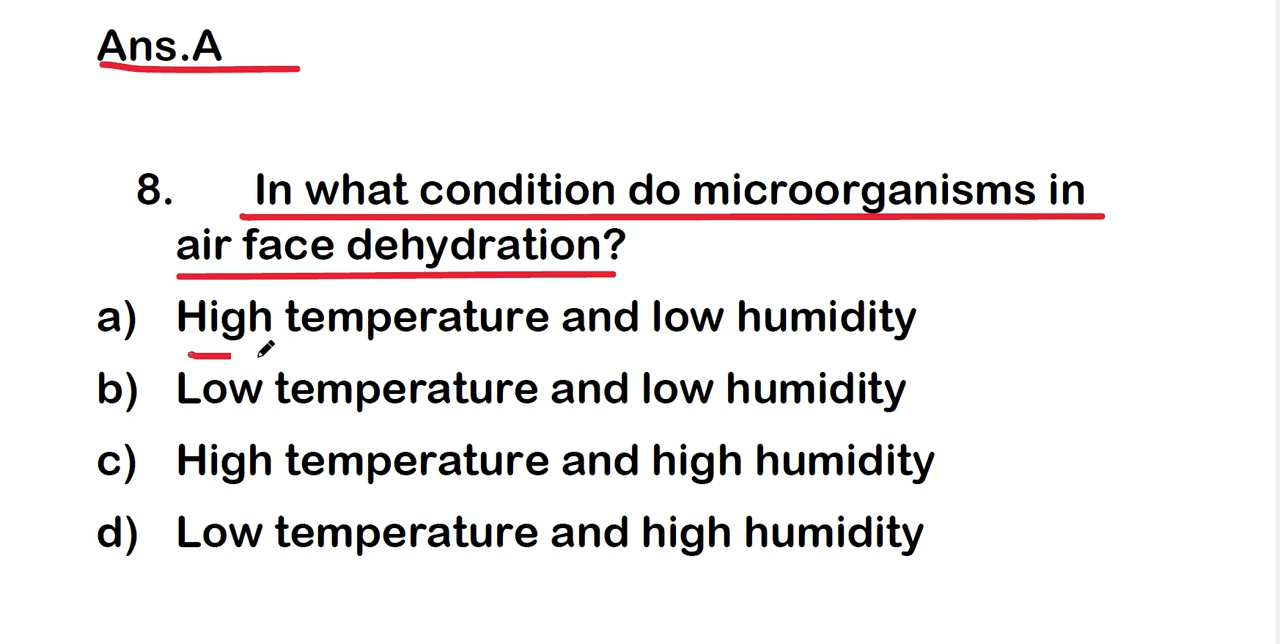 Ans.A
8. In what condition do microorganisms in
air face dehydration?
a) High temperature and low humidity
b) Low temperature and low humidity
c) High temperature and high humidity
d) Low temperature and high humidity